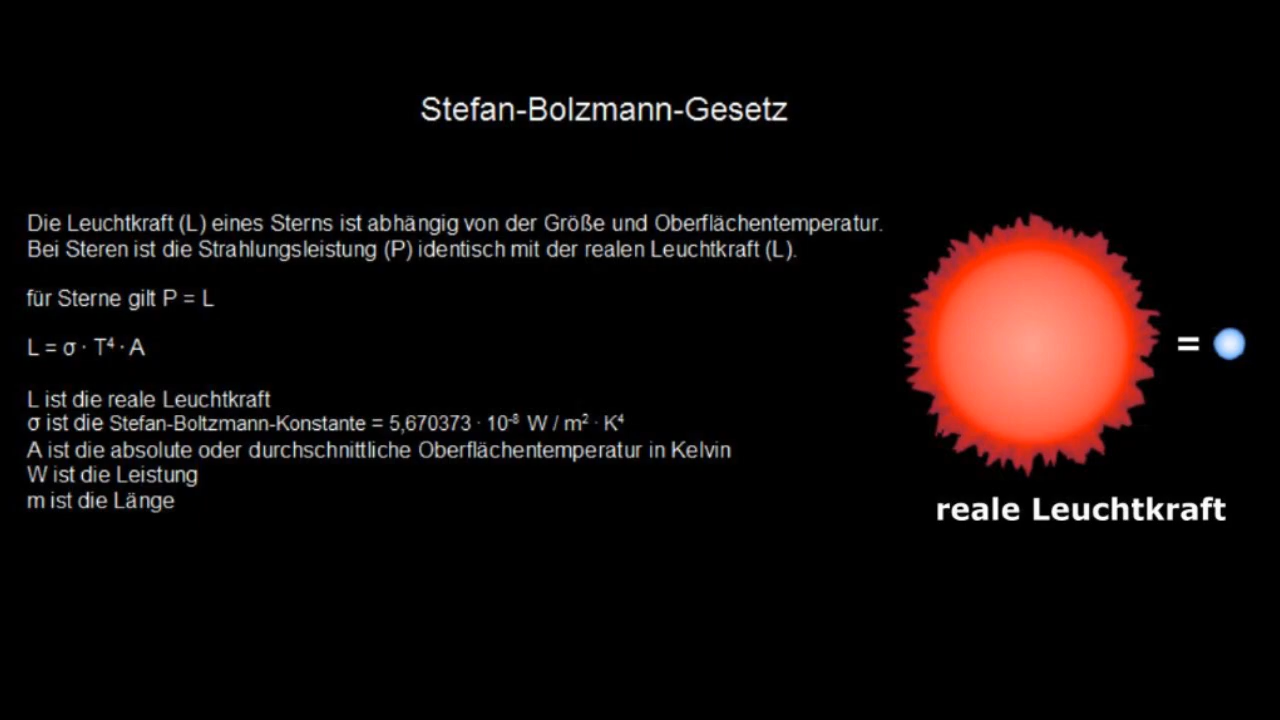 Stefan-Bolzmann-Gesetz
Die Leuchtkraft (L) eines Sterns ist abhängig von der Größe und Oberflächentemperatur.
Bei Steren ist die Strahlungsleistung (P) identisch mit der realen Leuchtkraft (L).
für Sterne gilt P = L
L = σ · T⁴ · A
L ist die reale Leuchtkraft
σ ist die Stefan-Boltzmann-Konstante = 5,670373 · 10⁻⁸ W / m² · K⁴
A ist die absolute oder durchschnittliche Oberflächentemperatur in Kelvin
W ist die Leistung
m ist die Länge
=
reale Leuchtkraft